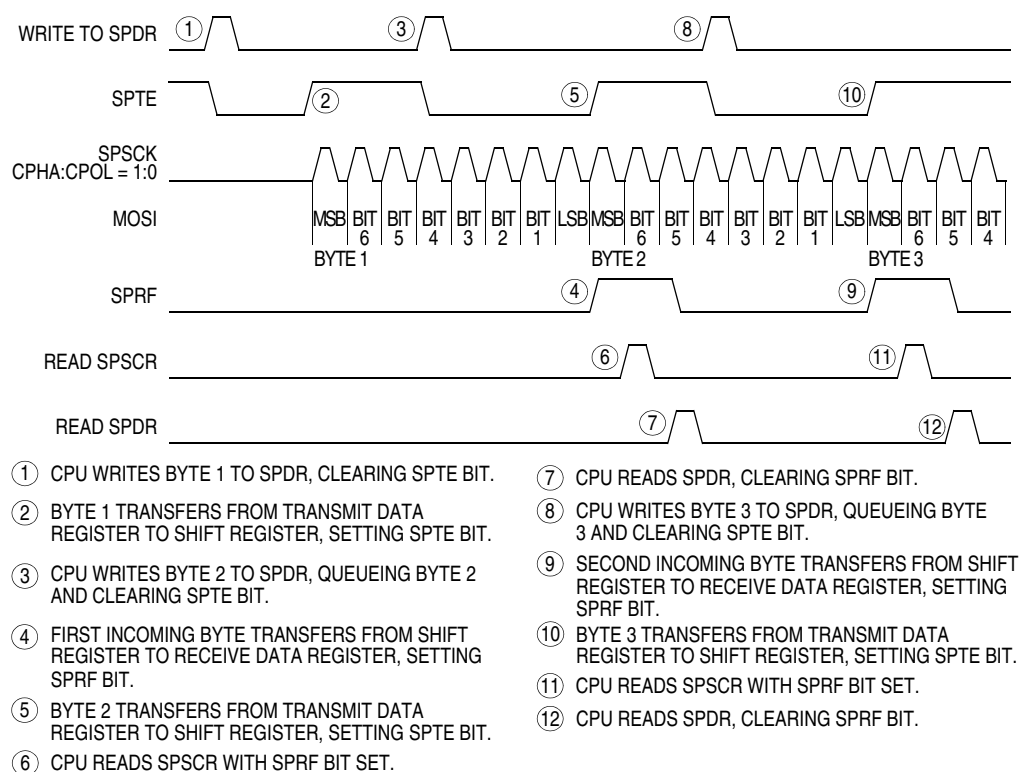 WRITE TO SPDR
1
3
8
SPTE
2
5
10
SPSCK
CPHA:CPOL = 1:0
MOSI
MSB BIT BIT BIT BIT BIT BIT LSB MSB BIT BIT BIT BIT BIT BIT LSB MSB BIT BIT BIT
6 5 4 3 2 1 6 5 4 3 2 1 6 5 4
BYTE 1 BYTE 2 BYTE 3
SPRF
4
9
READ SPSCR
6
11
READ SPDR
7
12
1 CPU WRITES BYTE 1 TO SPDR, CLEARING SPTE BIT.
2 BYTE 1 TRANSFERS FROM TRANSMIT DATA
REGISTER TO SHIFT REGISTER, SETTING SPTE BIT.
3 CPU WRITES BYTE 2 TO SPDR, QUEUEING BYTE 2
AND CLEARING SPTE BIT.
4 FIRST INCOMING BYTE TRANSFERS FROM SHIFT
REGISTER TO RECEIVE DATA REGISTER, SETTING
SPRF BIT.
5 BYTE 2 TRANSFERS FROM TRANSMIT DATA
REGISTER TO SHIFT REGISTER, SETTING SPTE BIT.
6 CPU READS SPSCR WITH SPRF BIT SET.
7 CPU READS SPDR, CLEARING SPRF BIT.
8 CPU WRITES BYTE 3 TO SPDR, QUEUEING BYTE
3 AND CLEARING SPTE BIT.
9 SECOND INCOMING BYTE TRANSFERS FROM SHIFT
REGISTER TO RECEIVE DATA REGISTER, SETTING
SPRF BIT.
10 BYTE 3 TRANSFERS FROM TRANSMIT DATA
REGISTER TO SHIFT REGISTER, SETTING SPTE BIT.
11 CPU READS SPSCR WITH SPRF BIT SET.
12 CPU READS SPDR, CLEARING SPRF BIT.